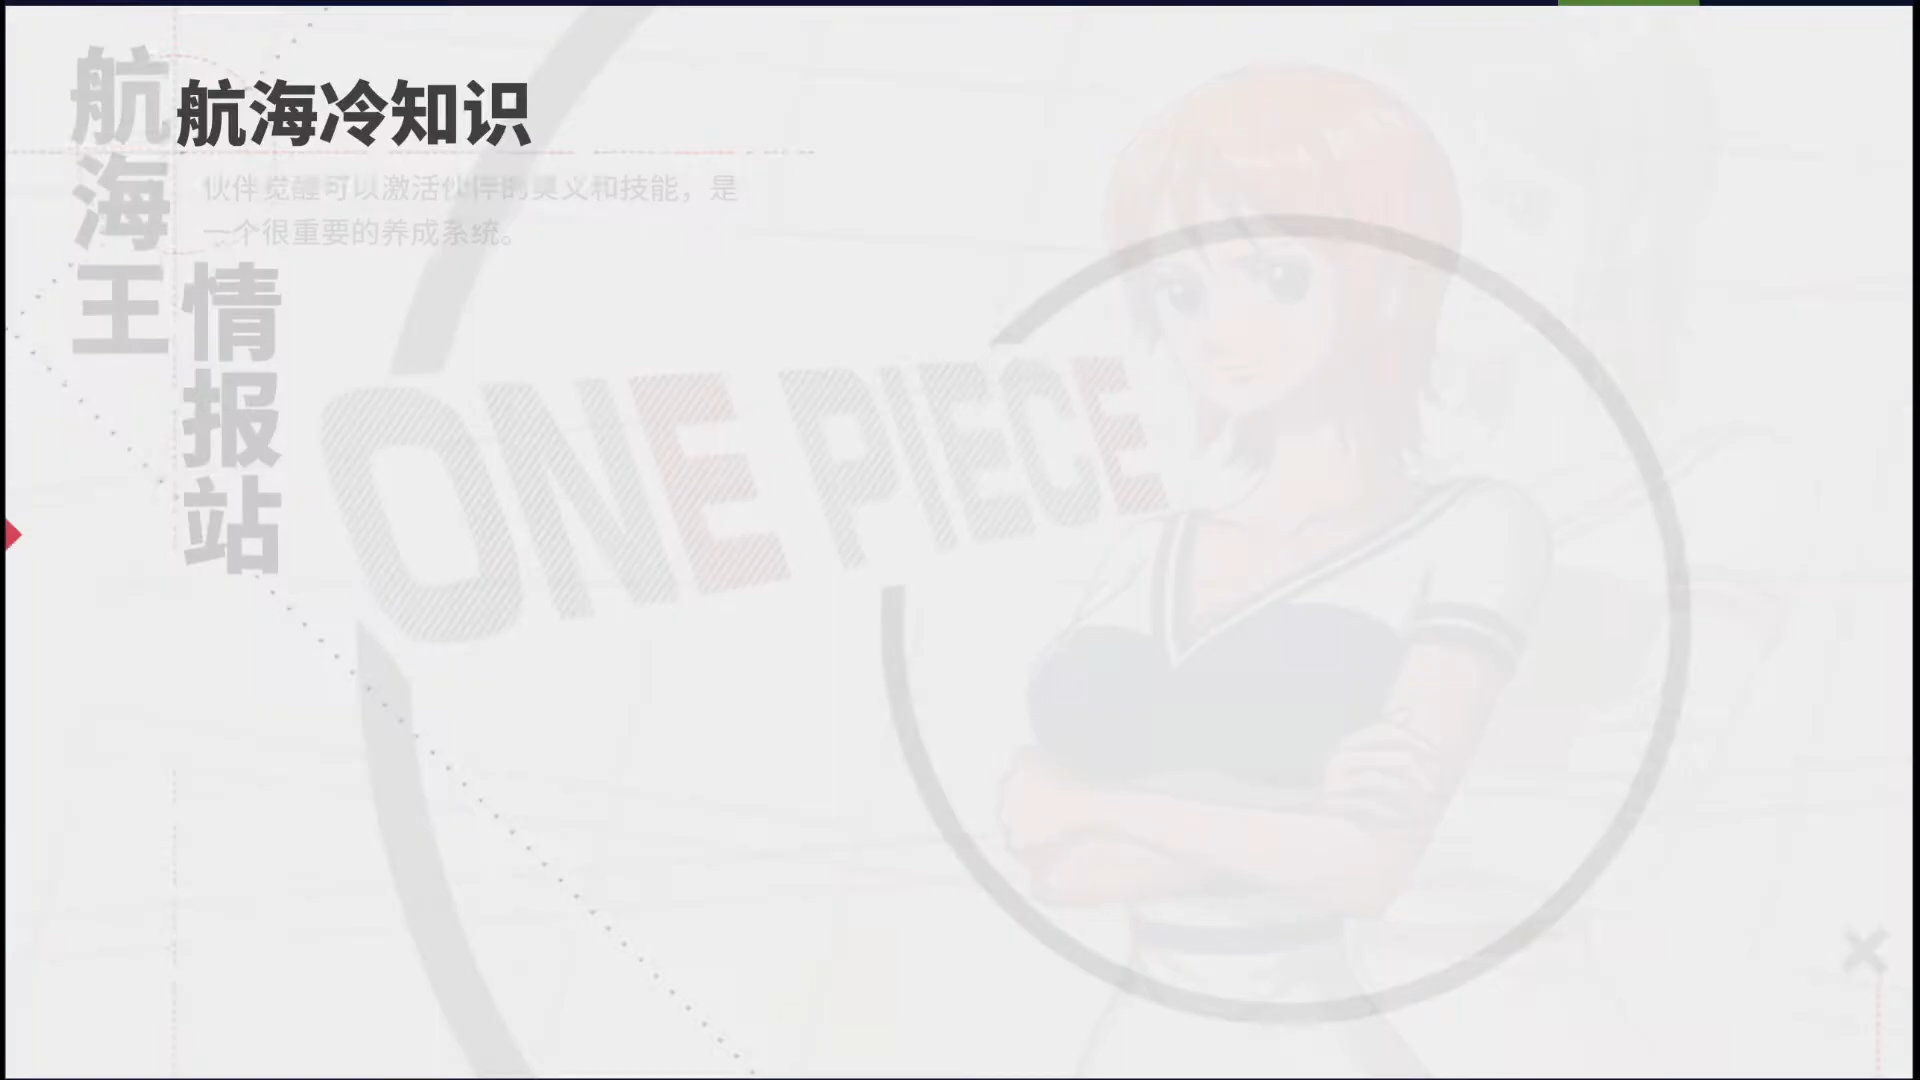 航海王
情报站
航海冷知识
伙伴觉醒可以激活伙伴的奥义和技能，是
一个很重要的养成系统。
ONE PIECE